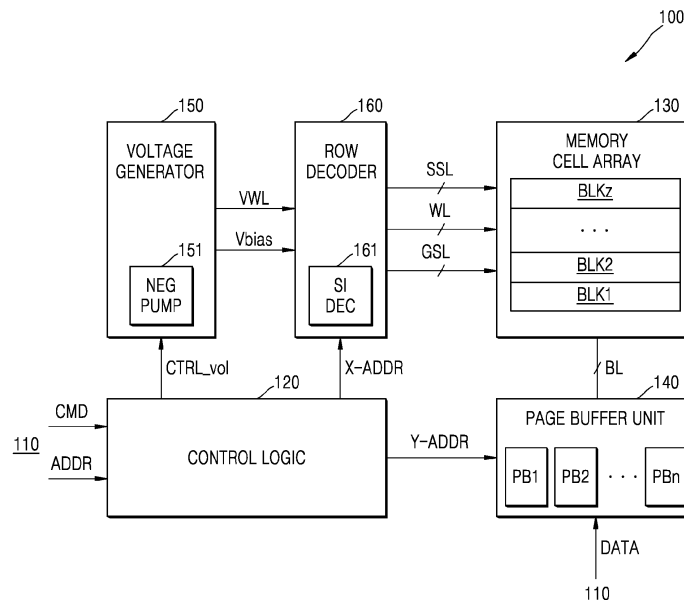 100
150
160
130
VOLTAGE
GENERATOR
ROW
DECODER
MEMORY
CELL ARRAY
VWL
Vbias
SSL
WL
GSL
BLKz
...
BLK2
BLK1
151
NEG
PUMP
161
SI
DEC
CTRL_vol
X-ADDR
BL
120
140
CMD
110
ADDR
CONTROL LOGIC
Y-ADDR
PAGE BUFFER UNIT
PB1
PB2
...
PBn
DATA
110